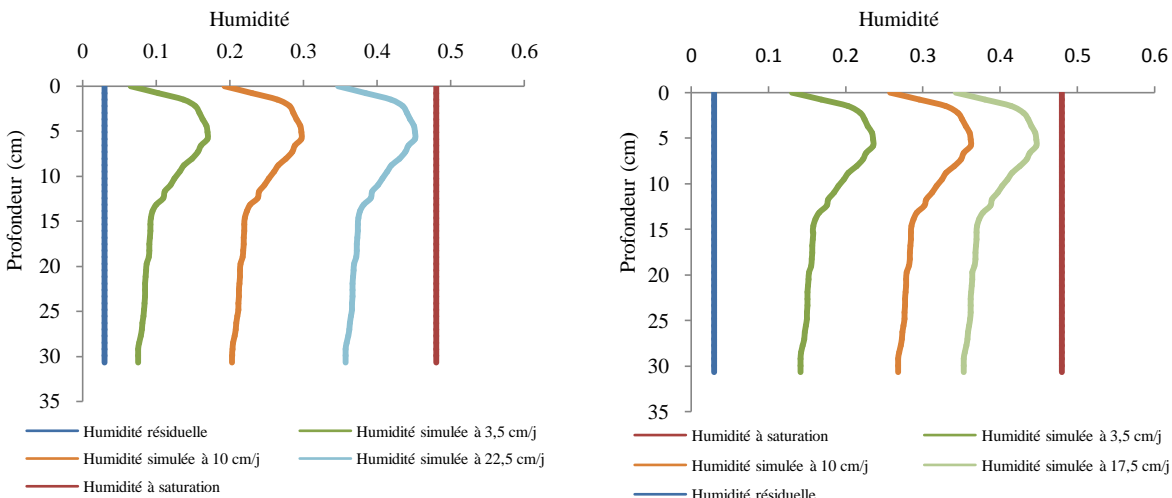 Humidité
0 0.1 0.2 0.3 0.4 0.5 0.6
0
5
10
15
20
25
30
35
Profondeur (cm)
Humidité résiduelle
Humidité simulée à 3,5 cm/j
Humidité simulée à 10 cm/j
Humidité simulée à 22,5 cm/j
Humidité à saturation
Humidité
0 0.1 0.2 0.3 0.4 0.5 0.6
0
5
10
15
20
25
30
35
Profondeur (cm)
Humidité à saturation
Humidité simulée à 3,5 cm/j
Humidité simulée à 10 cm/j
Humidité simulée à 17,5 cm/j
Humidité résiduelle